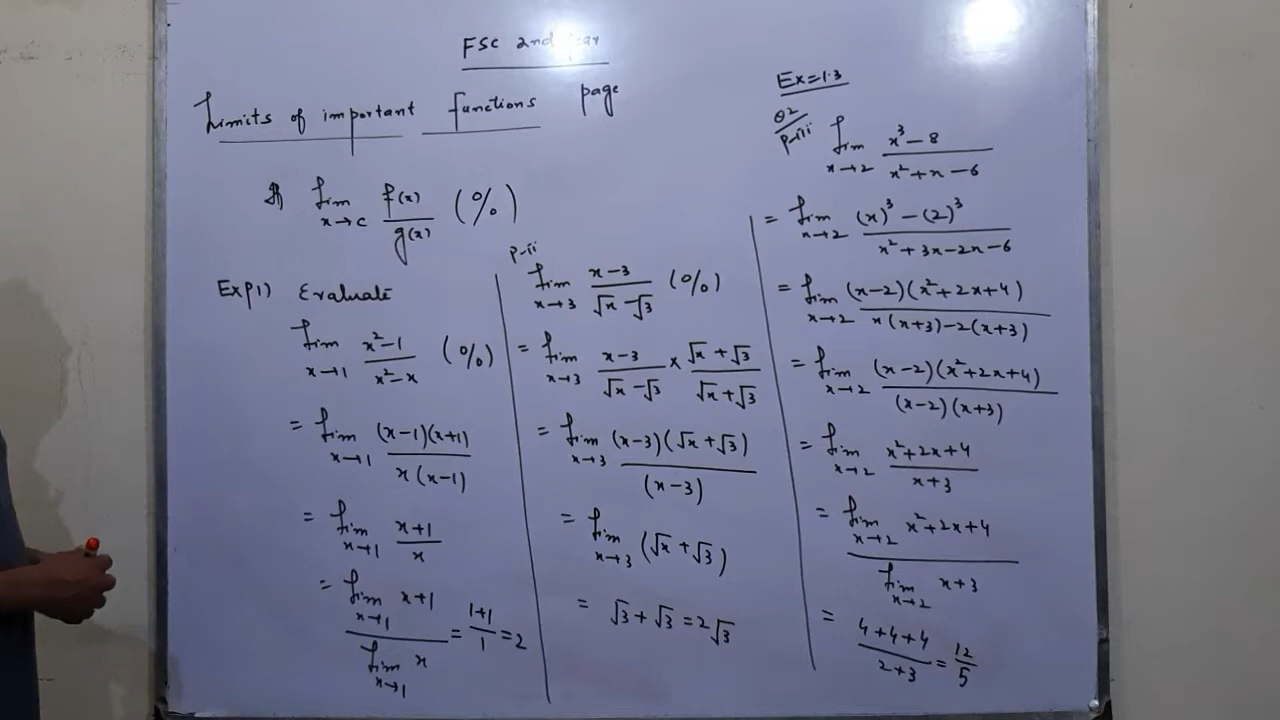 FSC 2nd year
Limits of important functions page
If lim x→c f(x)/g(x) (0/0)
Exp1) Evaluate
lim x→1 x²-1/x²-x (0/0)
= lim x→1 (x-1)(x+1)/x(x-1)
= lim x→1 x+1/x
= lim x→1 x+1/lim x→1 x = 1+1/1 = 2
P-ii
lim x→3 x-3/√x-√3 (0/0)
= lim x→3 x-3/√x-√3 × √x+√3/√x+√3
= lim x→3 (x-3)(√x+√3)/(x-3)
= lim x→3 (√x+√3)
= √3+√3=2√3
Ex=1.3
Q2/P-iii lim x→2 x³-8/x²+x-6
= lim x→2 (x)³-(2)³/x²+3x-2x-6
= lim x→2 (x-2)(x²+2x+4)/x(x+3)-2(x+3)
= lim x→2 (x-2)(x²+2x+4)/(x-2)(x+3)
= lim x→2 x²+2x+4/x+3
= lim x→2 x²+2x+4/lim x→2 x+3
= 4+4+4/2+3 = 12/5